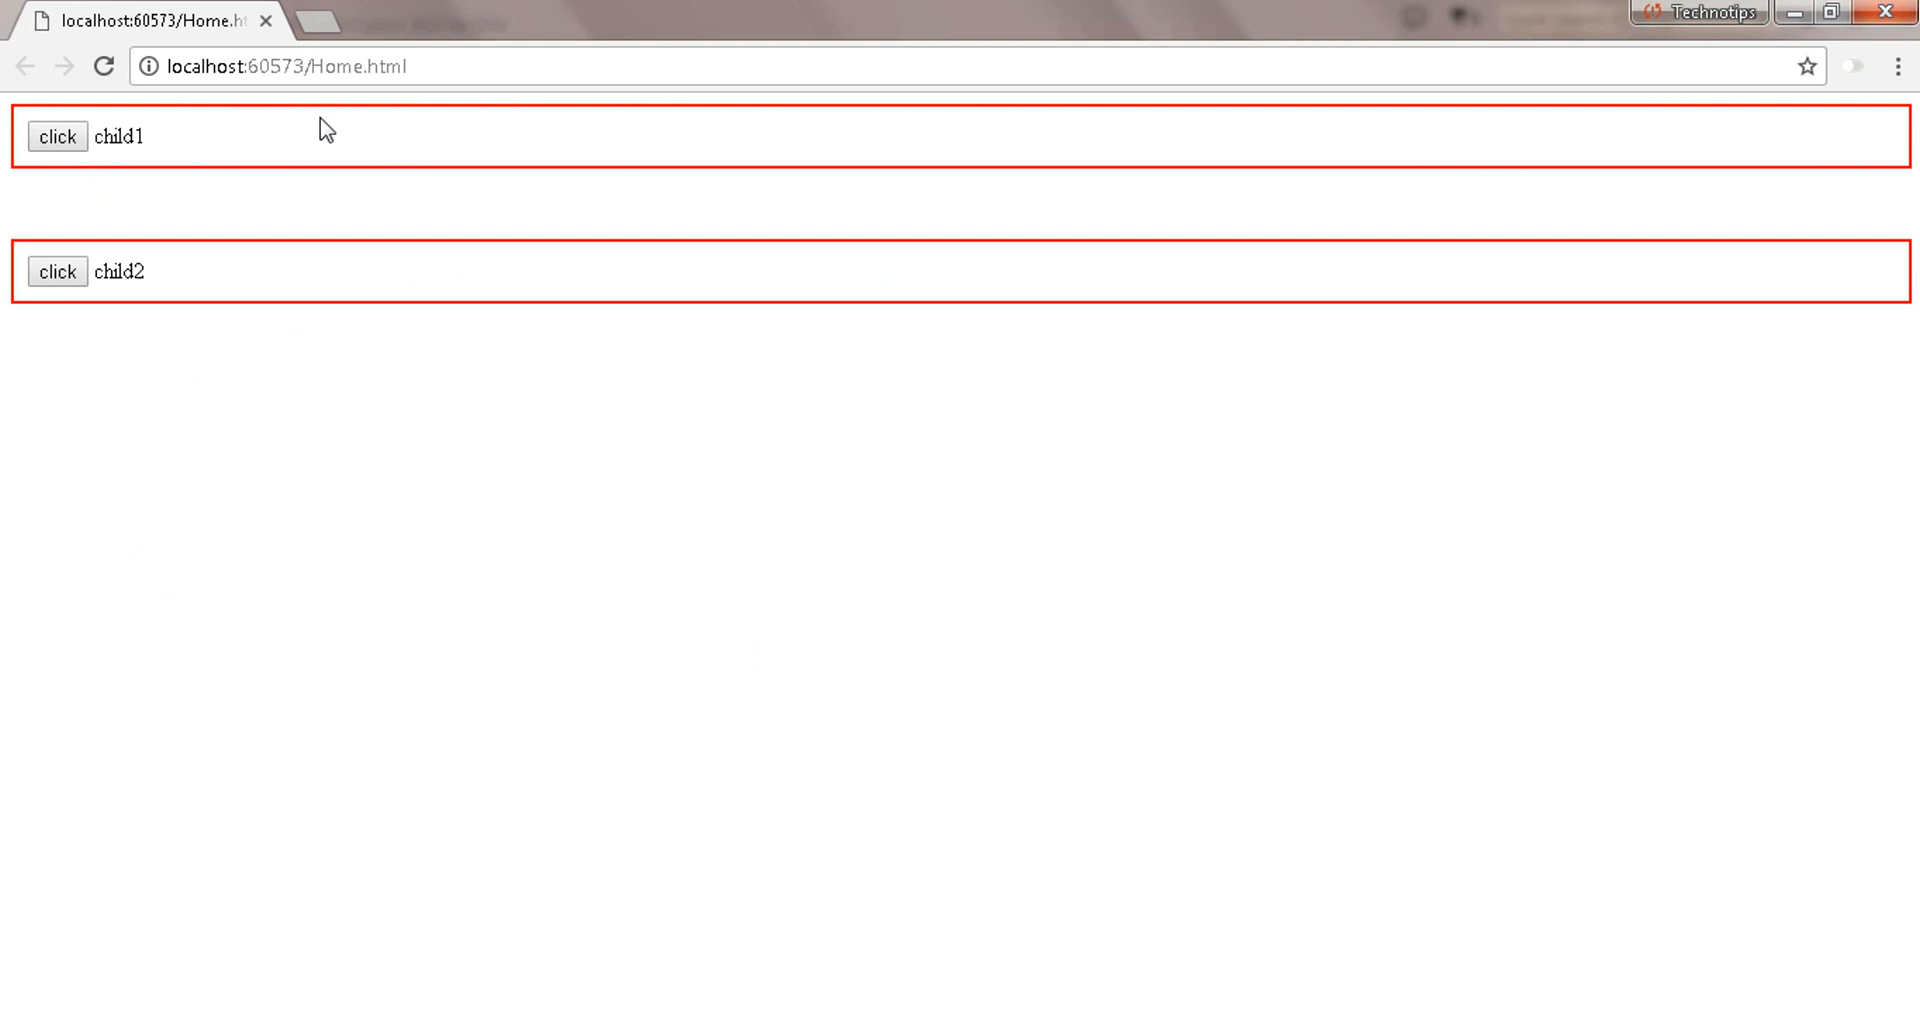 localhost:60573/Home.ht
Technotips
localhost:60573/Home.html
click child1
click child2